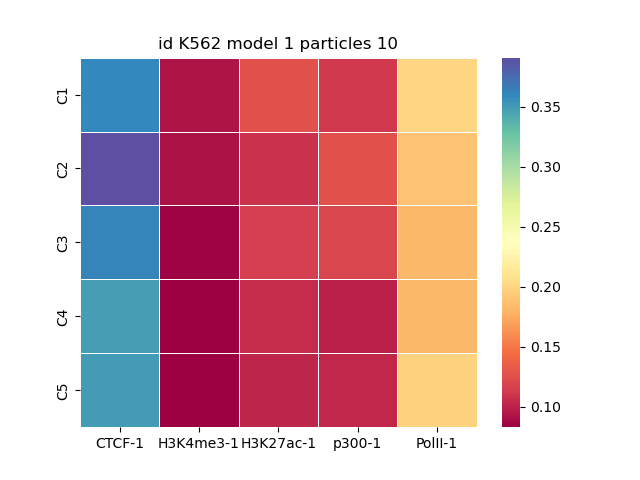 id K562 model 1 particles 10
C1
C2
C3
C4
C5
CTCF-1 H3K4me3-1 H3K27ac-1 p300-1 PolII-1
0.35
0.30
0.25
0.20
0.15
0.10